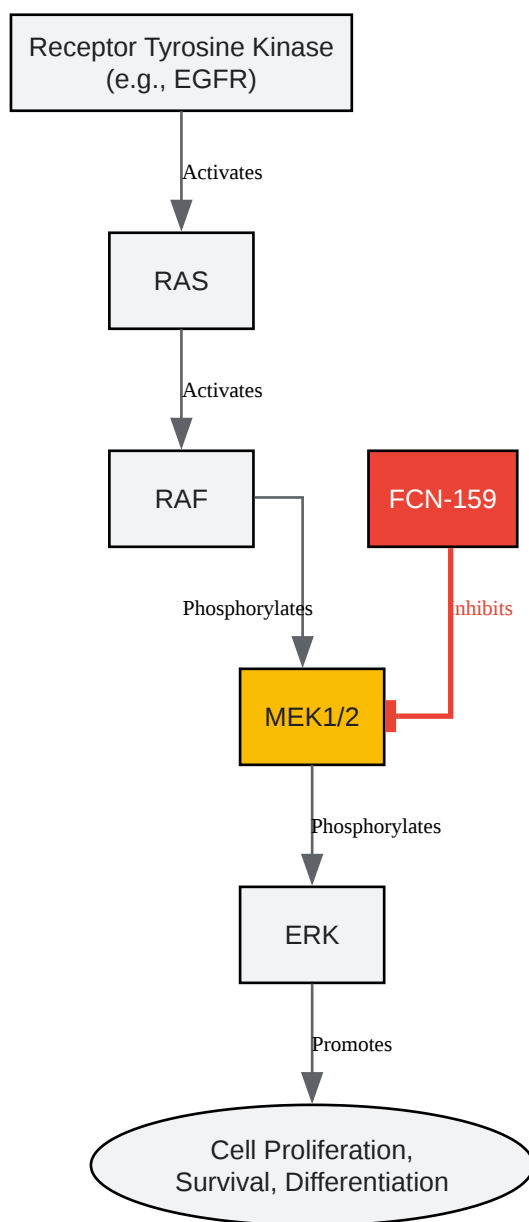 Receptor Tyrosine Kinase
(e.g., EGFR)
Activates
RAS
Activates
RAF
FCN-159
Phosphorylates
Inhibits
MEK1/2
Phosphorylates
ERK
Promotes
Cell Proliferation,
Survival, Differentiation